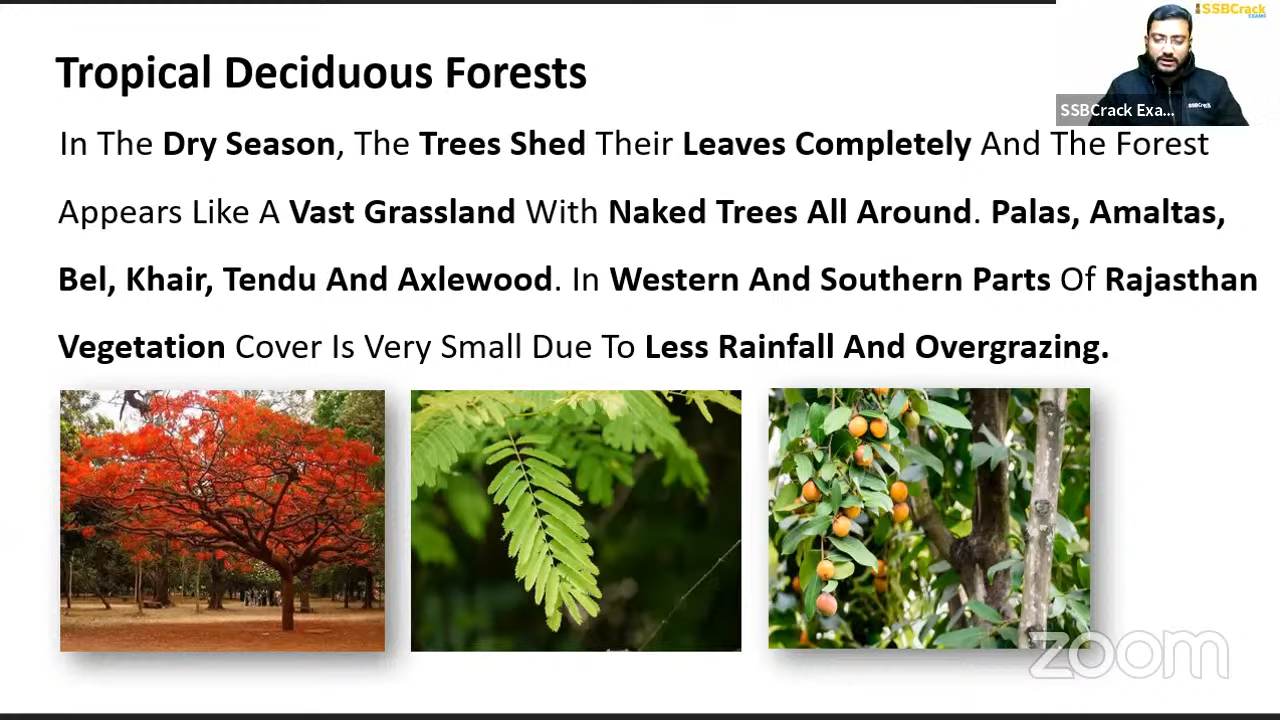 SSBCrack
EXAMS
Tropical Deciduous Forests
SSBCrack Exa...
SSBCrack
In The Dry Season, The Trees Shed Their Leaves Completely And The Forest
Appears Like A Vast Grassland With Naked Trees All Around. Palas, Amaltas,
Bel, Khair, Tendu And Axlewood. In Western And Southern Parts Of Rajasthan
Vegetation Cover Is Very Small Due To Less Rainfall And Overgrazing.
zoom